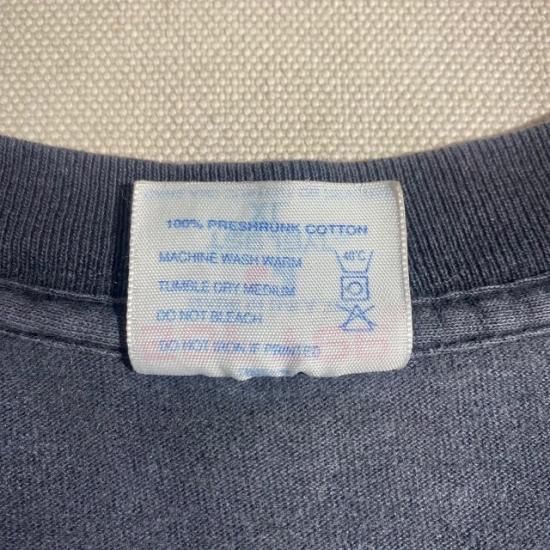 100% PRESHRUNK COTTON
MACHINE WASH WARM
40°C
TUMBLE DRY MEDIUM
DO NOT BLEACH
DO NOT IRON IF PRINTED